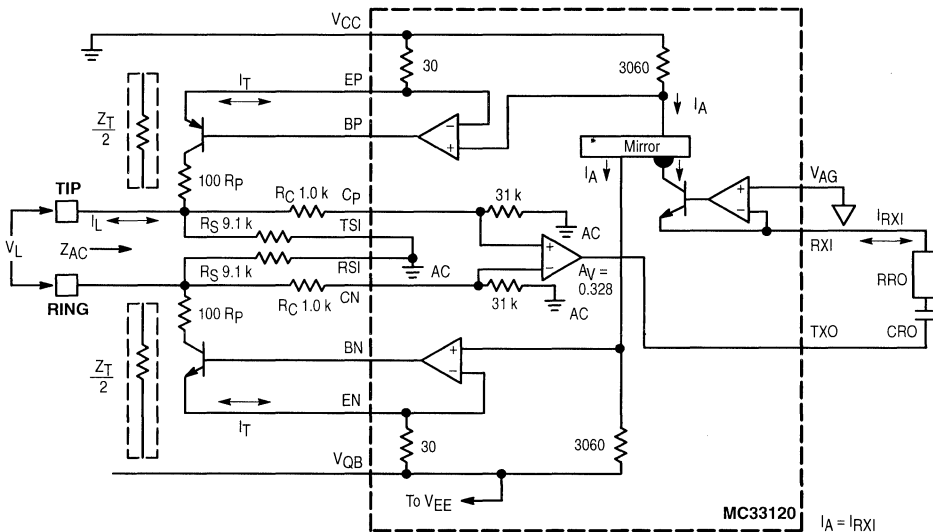 VCC
30
3060
IT
EP
IA
ZT
2
BP
−
+
* Mirror
IA
VAG
+
−
IRXI
RXI
100 RP
TIP
RC 1.0 k
CP
31 k
IL
RS 9.1 k
TSI
AC
VL
ZAC
+
−
AV =
0.328
RRO
RS 9.1 k
RSI
AC
RING
RC 1.0 k
CN
31 k
AC
TXO
CRO
100 RP
BN
+
−
ZT
2
EN
IT
30
3060
VQB
To VEE
MC33120
IA = IRXI